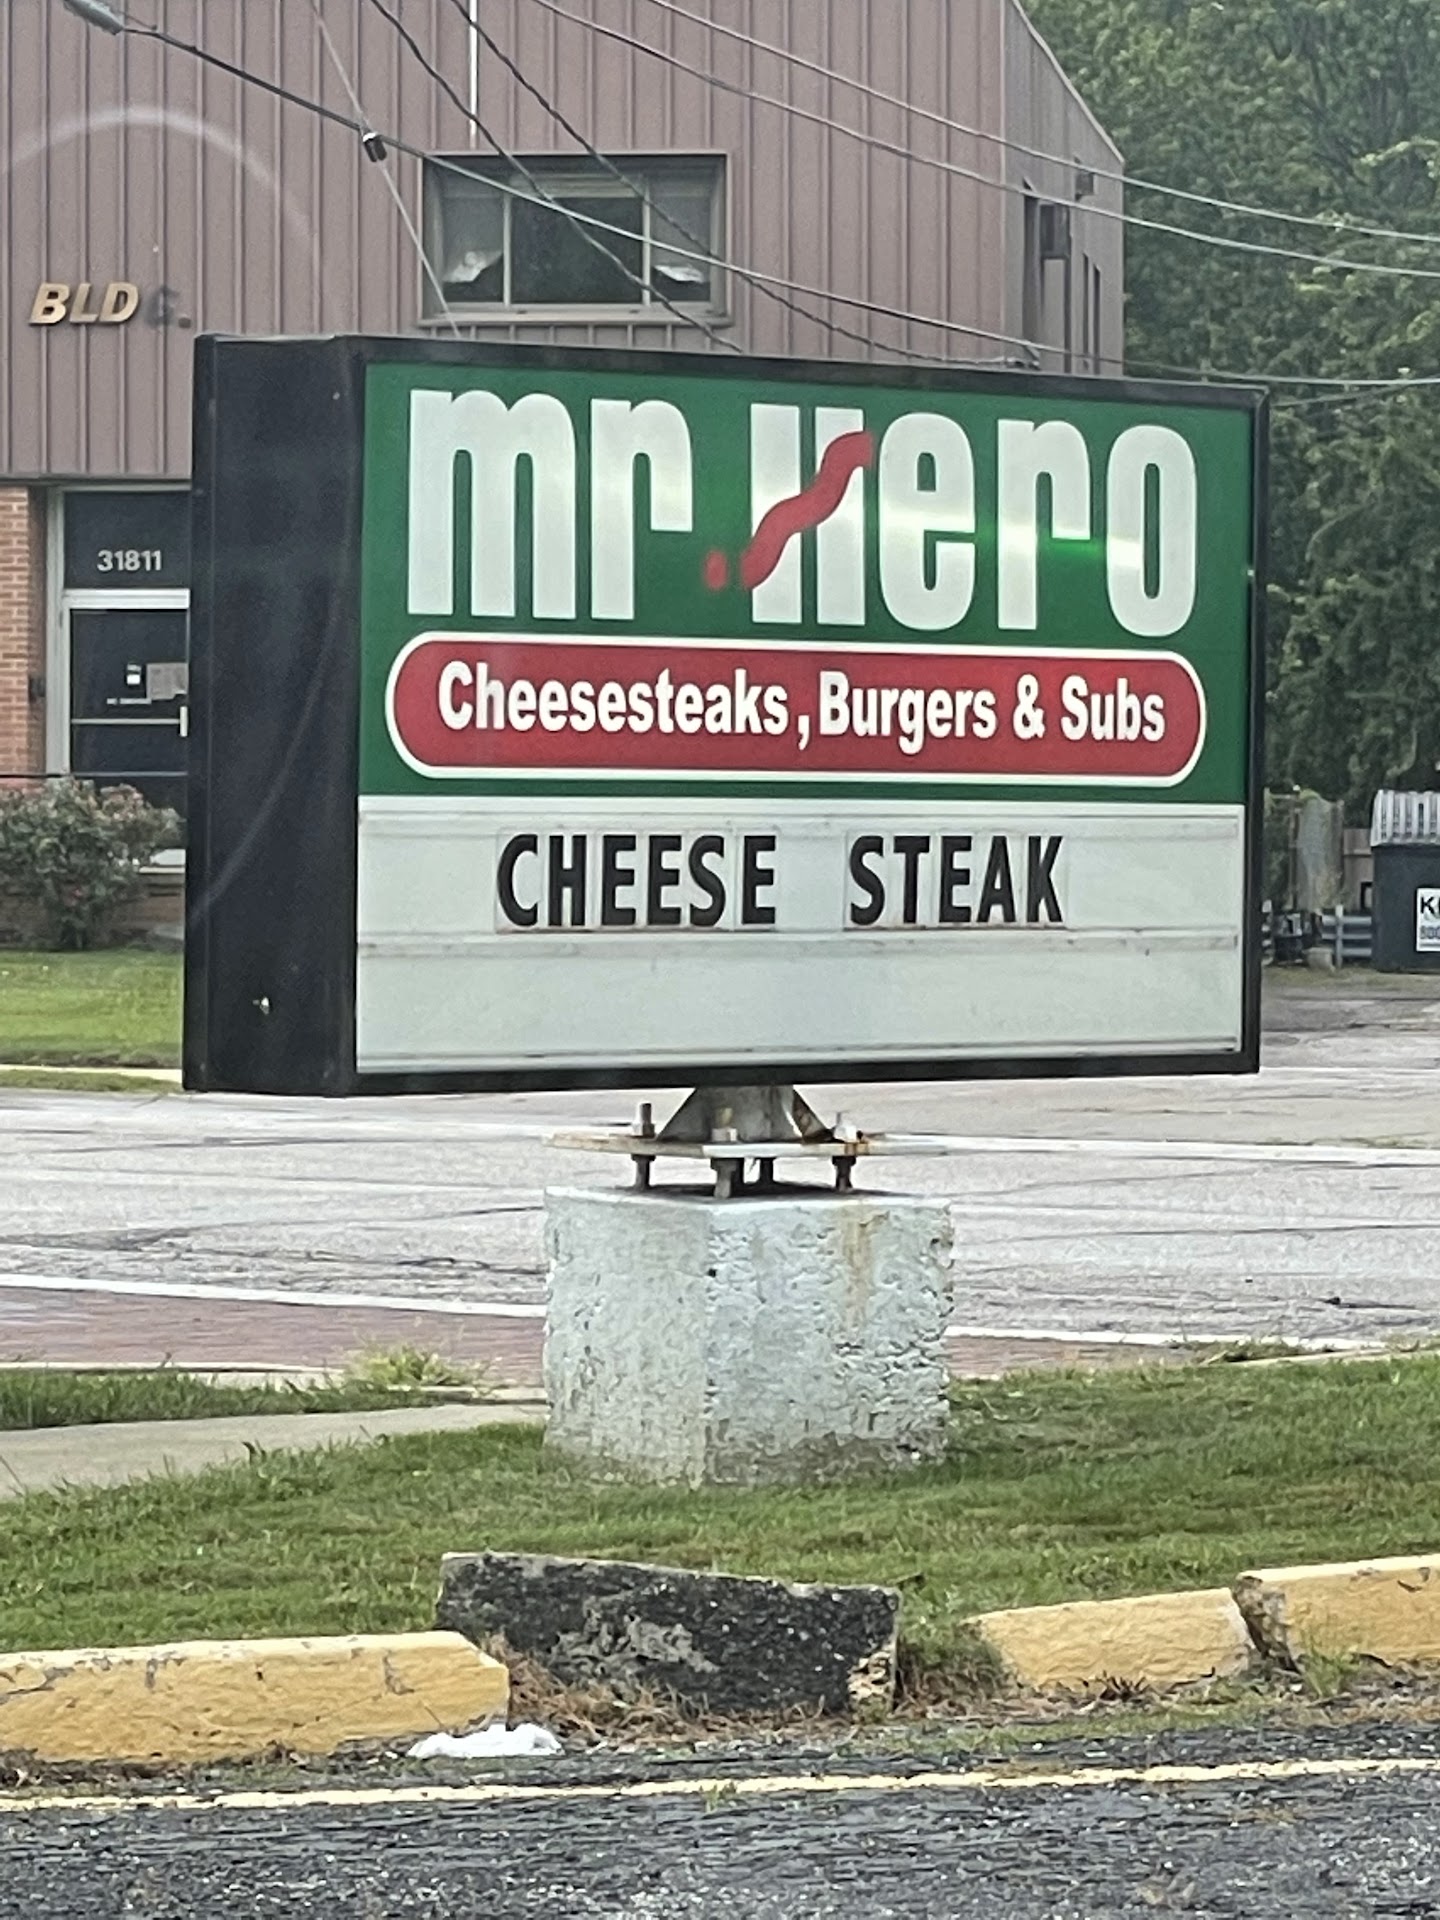 BLDG.
31811
mr. Hero
Cheesesteaks, Burgers & Subs
CHEESE STEAK